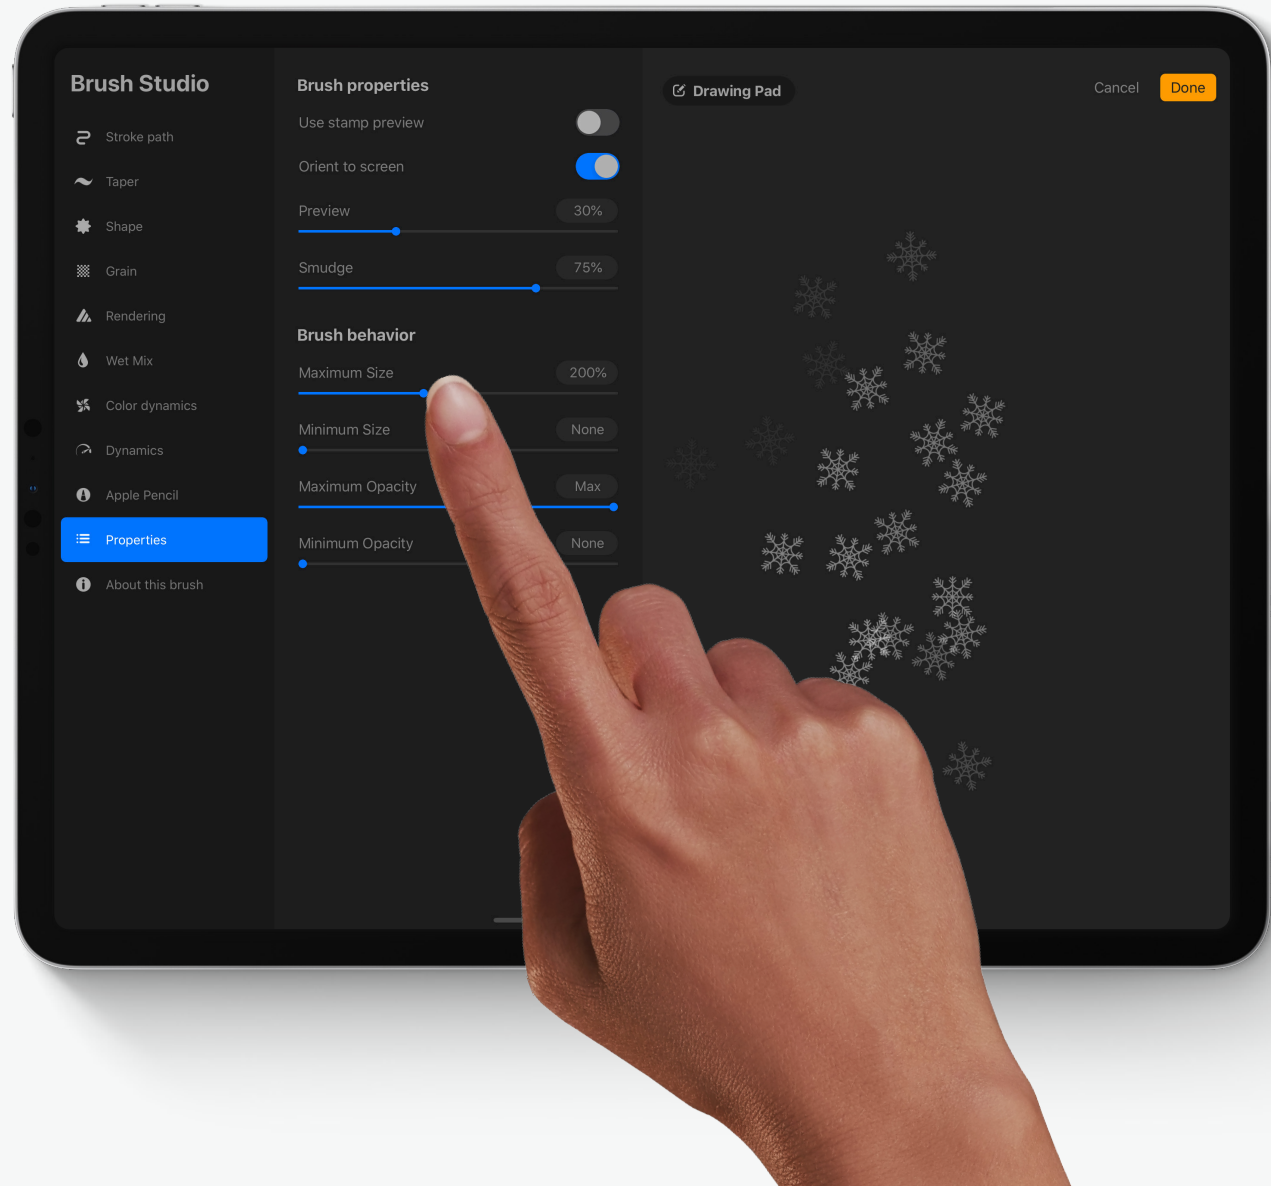 Brush Studio
Stroke path
Taper
Shape
Grain
Rendering
Wet Mix
Color dynamics
Dynamics
Apple Pencil
Properties
About this brush
Brush properties
Use stamp preview
Orient to screen
Preview 30%
Smudge 75%
Brush behavior
Maximum Size 200%
Minimum Size None
Maximum Opacity Max
Minimum Opacity None
Drawing Pad
Cancel Done